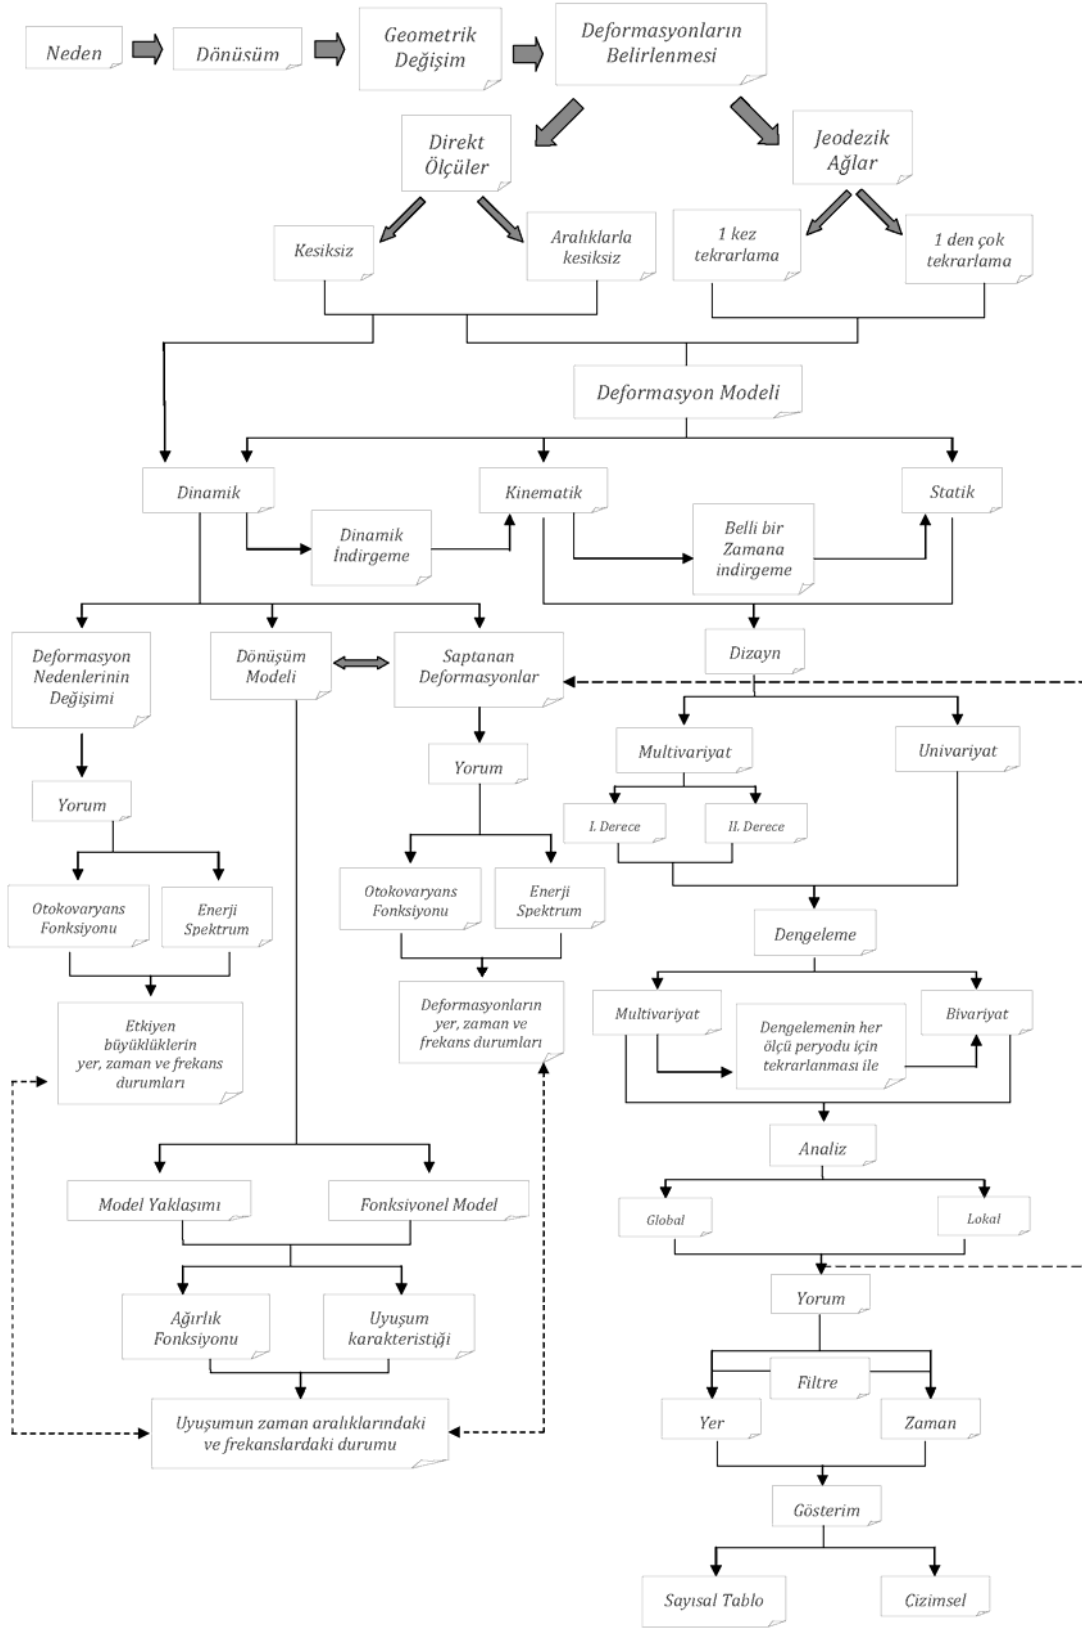 Neden
Dönüsüm
Geometrik
Değişim
Deformasyonların
Belirlenmesi
Direkt
Ölçüler
Jeodezik
Ağlar
Kesiksiz
Aralıklarla
kesiksiz
1 kez
tekrarlama
1 den çok
tekrarlama
Deformasyon Modeli
Dinamik
Kinematik
Statik
Dinamik
İndirgeme
Belli bir
Zamana
indirgeme
Deformasyon
Nedenlerinin
Değişimi
Dönüşüm
Modeli
Saptanan
Deformasyonlar
Dizayn
Multivariyat
Univariyat
Yorum
Yorum
I. Derece
II. Derece
Otokovaryans
Fonksiyonu
Enerji
Spektrum
Otokovaryans
Fonksiyonu
Enerji
Spektrum
Dengeleme
Etkiyen
büyüklüklerin
yer, zaman ve frekans
durumları
Deformasyonların
yer, zaman ve
frekans durumları
Multivariyat
Dengelemenin her
ölçü peryodu için
tekrarlanması ile
Bivariyat
Analiz
Model Yaklaşımı
Fonksiyonel Model
Global
Lokal
Ağırlık
Fonksiyonu
Uyuşum
karakteristiği
Yorum
Filtre
Uyuşumun zaman aralıklarındaki
ve frekanslardaki durumu
Yer
Zaman
Gösterim
Sayısal Tablo
Çizimsel